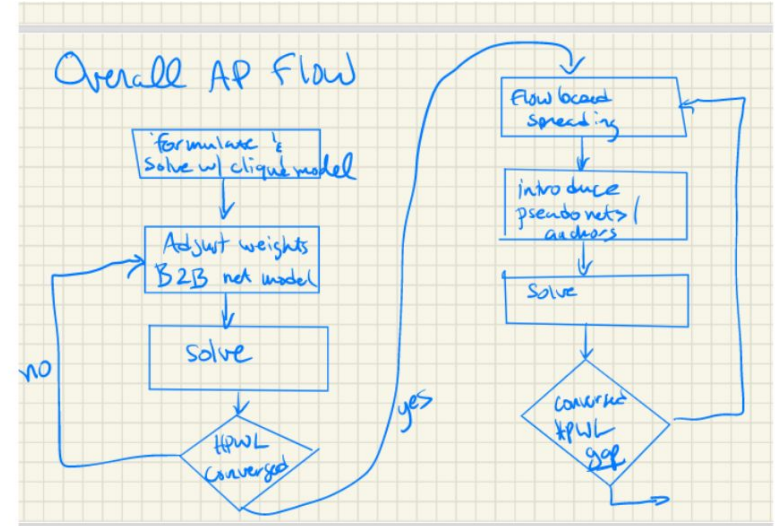 Overall AP Flow
formulate &
solve w/ clique model
Adjust weights
B2B net model
solve
HPWL
converged
no
yes
Flow based
spreading
introduce
pseudo nets /
anchors
Solve
converged
HPWL
gap